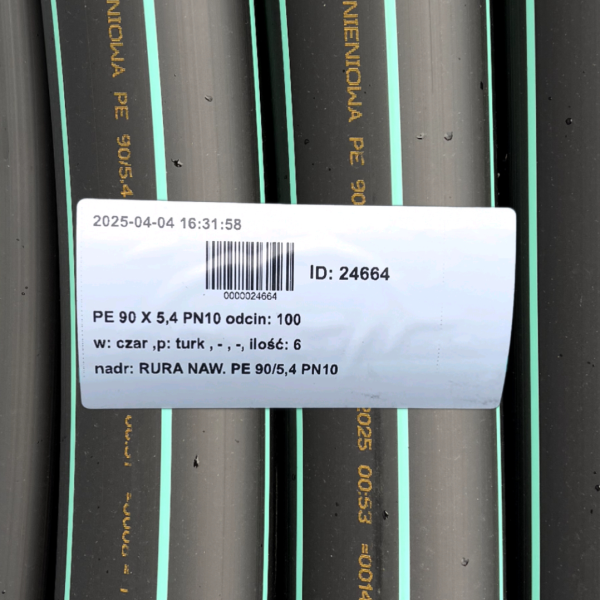 NIOWA PE 90/5,4
NIENIOWA PE 90
2025-04-04 16:31:58
0000024664
ID: 24664
PE 90 X 5,4 PN10 odcin: 100
w: czar ,p: turk , - , -, ilość: 6
nadr: RURA NAW. PE 90/5,4 PN10
2025 00:53 =0014